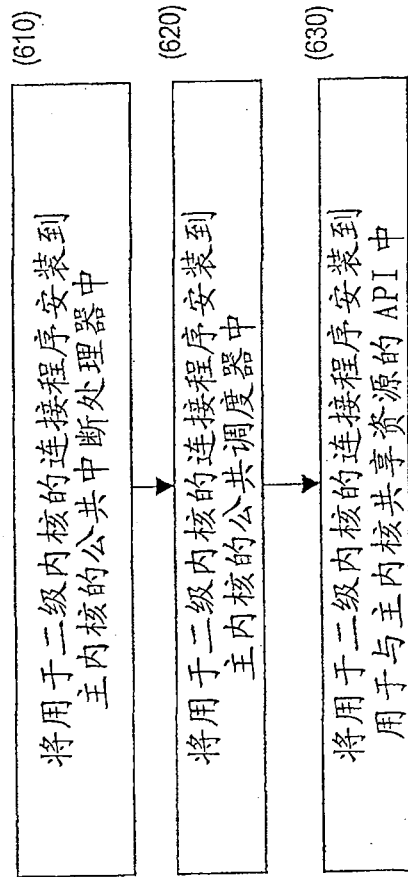 (610)
将用于二级内核的连接程序安装到
主内核的公共中断处理器中
(620)
将用于二级内核的连接程序安装到
主内核的公共调度器中
(630)
将用于二级内核的连接程序安装到
用于与主内核共享资源的 API 中